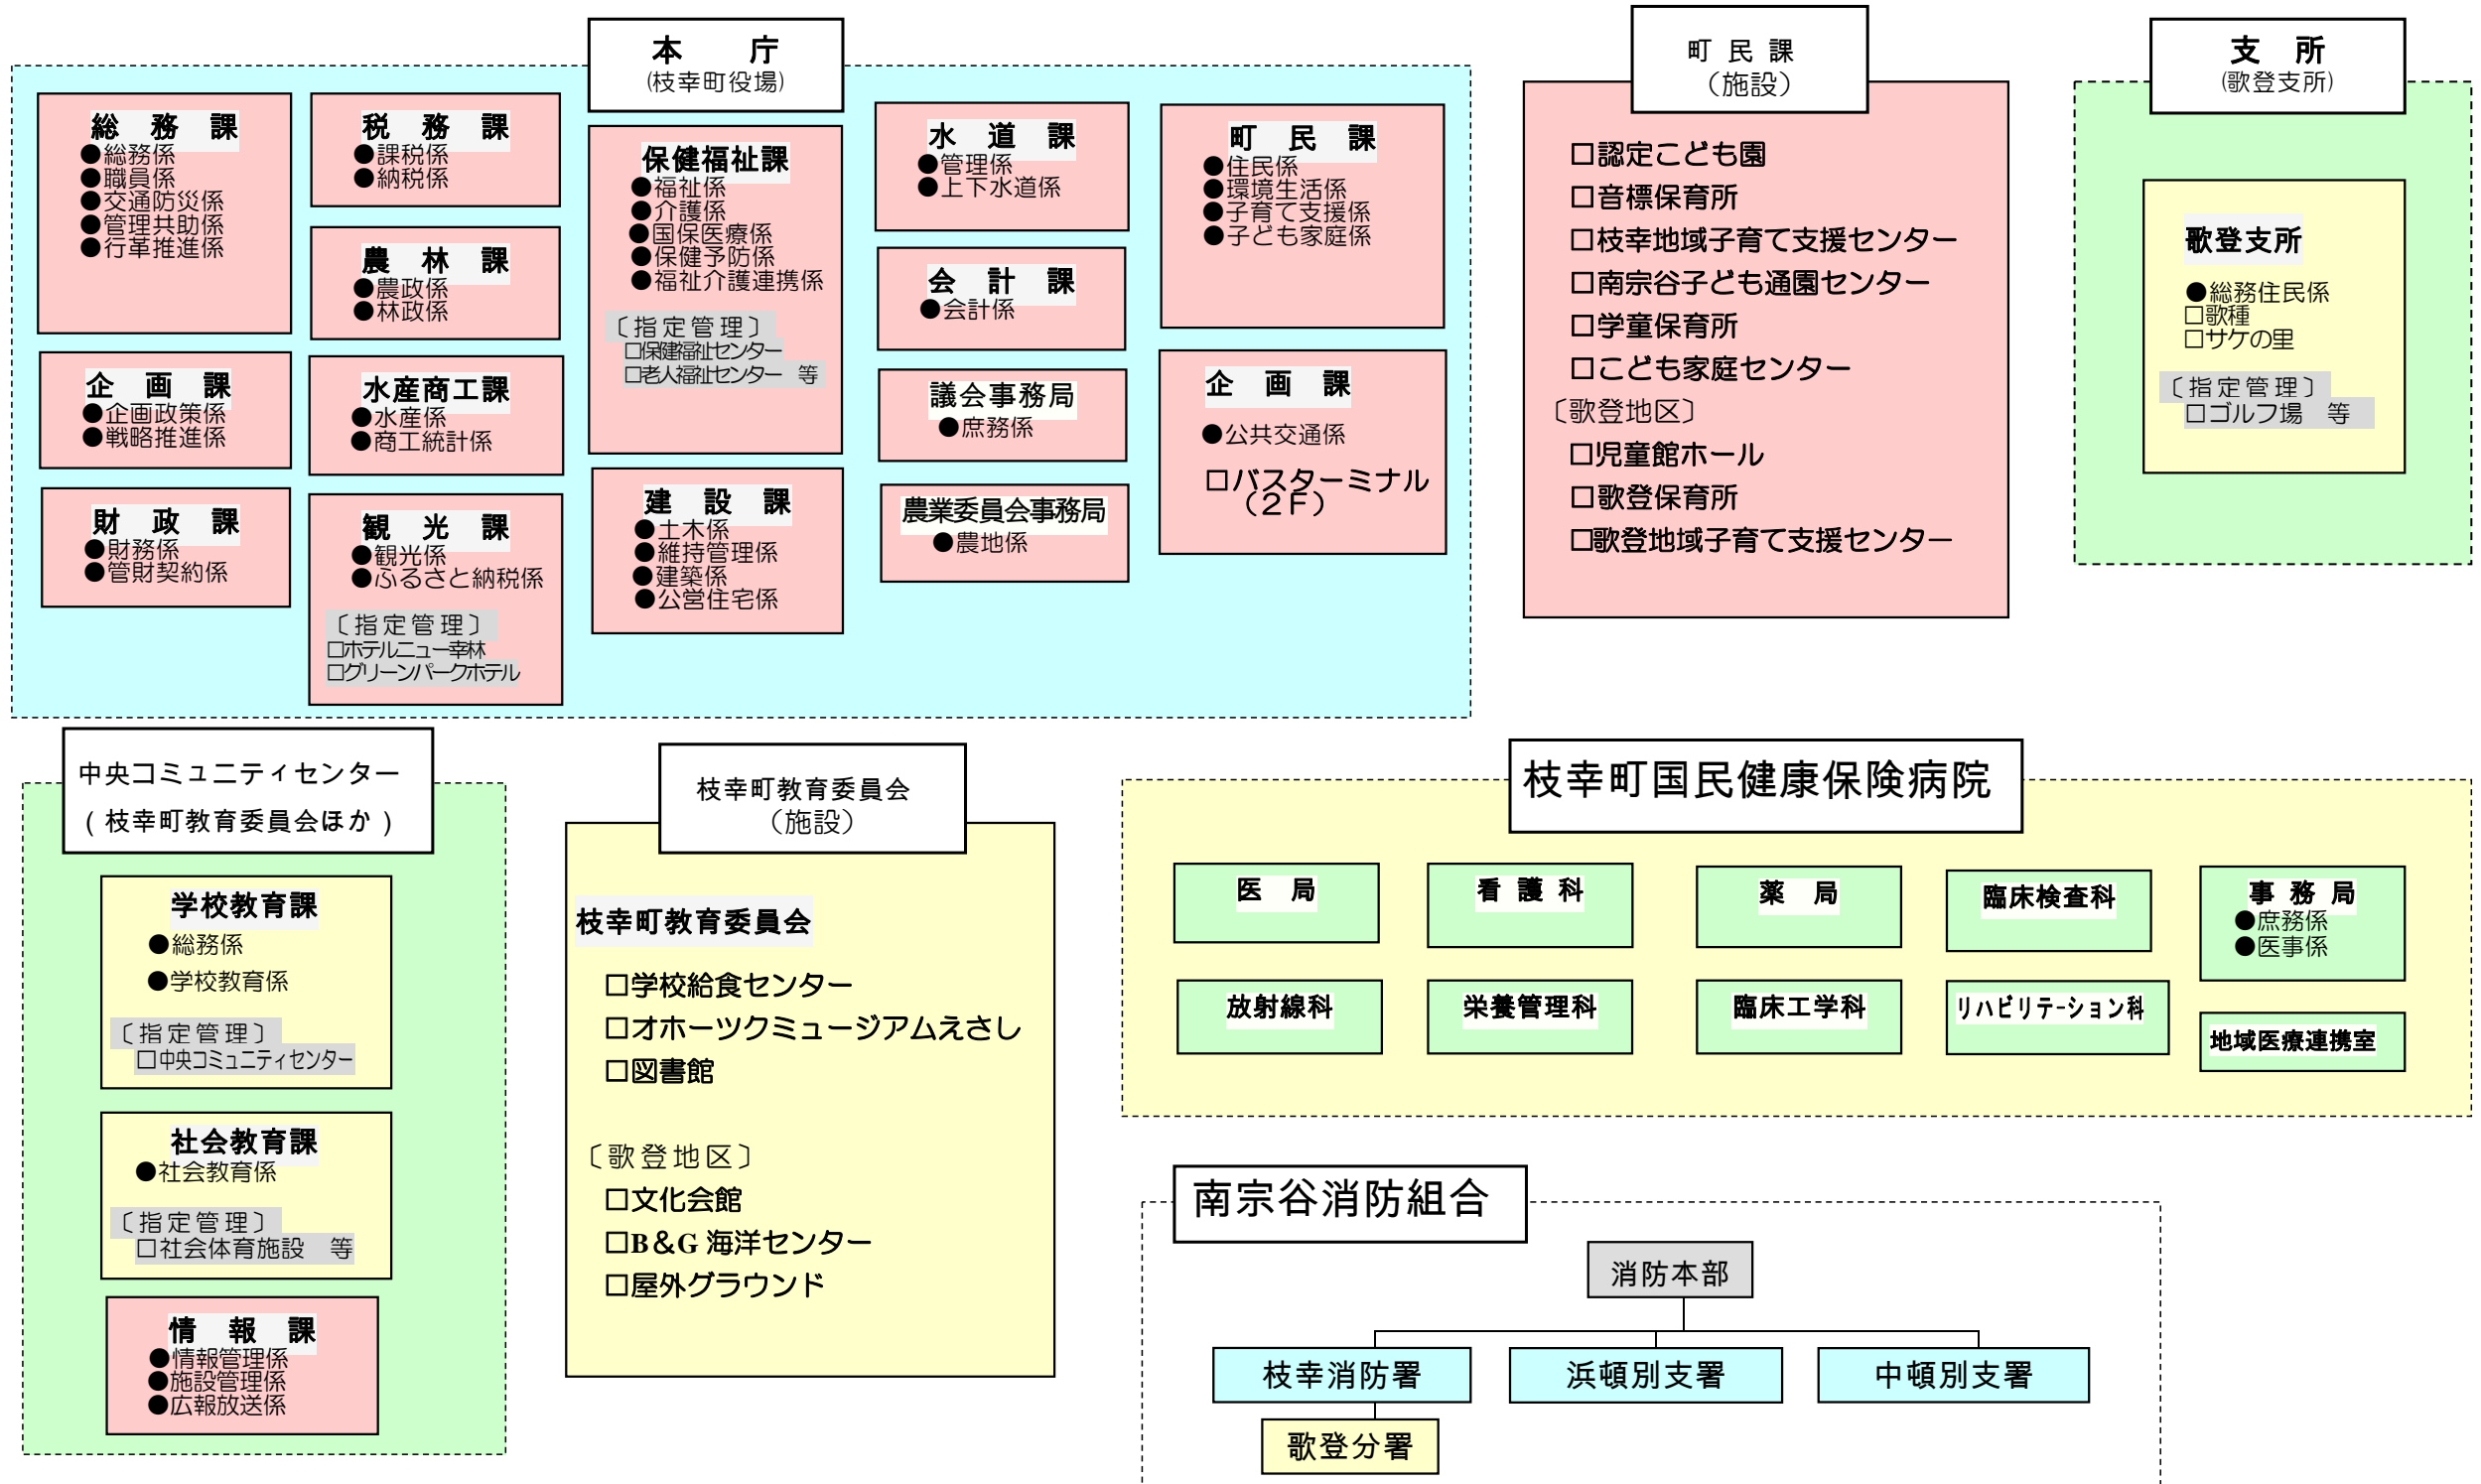 本　庁
(枝幸町役場)
総　務　課
●総務係
●職員係
●交通防災係
●管理共助係
●行革推進係
企　画　課
●企画政策係
●戦略推進係
財　政　課
●財務係
●管財契約係
税　務　課
●課税係
●納税係
農　林　課
●農政係
●林政係
水産商工課
●水産係
●商工統計係
観　光　課
●観光係
●ふるさと納税係
〔指定管理〕
□ホテルニュー幸林
□グリーンパークホテル
保健福祉課
●福祉係
●介護係
●国保医療係
●保健予防係
●福祉介護連携係
〔指定管理〕
□保健福祉センター
□老人福祉センター　等
建　設　課
●土木係
●維持管理係
●建築係
●公営住宅係
水　道　課
●管理係
●上下水道係
会　計　課
●会計係
議会事務局
●庶務係
農業委員会事務局
●農地係
町　民　課
●住民係
●環境生活係
●子育て支援係
●子ども家庭係
企　画　課
●公共交通係
□バスターミナル
（２Ｆ）
町 民 課
（施設）
□認定こども園
□音標保育所
□枝幸地域子育て支援センター
□南宗谷子ども通園センター
□学童保育所
□こども家庭センター
〔歌登地区〕
□児童館ホール
□歌登保育所
□歌登地域子育て支援センター
支　所
(歌登支所)
歌登支所
●総務住民係
□歌種
□サケの里
〔指定管理〕
□ゴルフ場　等
中央コミュニティセンター
( 枝幸町教育委員会ほか )
学校教育課
●総務係
●学校教育係
〔指定管理〕
□中央コミュニティセンター
社会教育課
●社会教育係
〔指定管理〕
□社会体育施設　等
情　報　課
●情報管理係
●施設管理係
●広報放送係
枝幸町教育委員会
（施設）
枝幸町教育委員会
□学校給食センター
□オホーツクミュージアムえさし
□図書館
〔歌登地区〕
□文化会館
□B＆G 海洋センター
□屋外グラウンド
枝幸町国民健康保険病院
医　局
看 護 科
薬　局
臨床検査科
事 務 局
●庶務係
●医事係
放射線科
栄養管理科
臨床工学科
リハビリテーション科
地域医療連携室
南宗谷消防組合
消防本部
枝幸消防署
浜頓別支署
中頓別支署
歌登分署